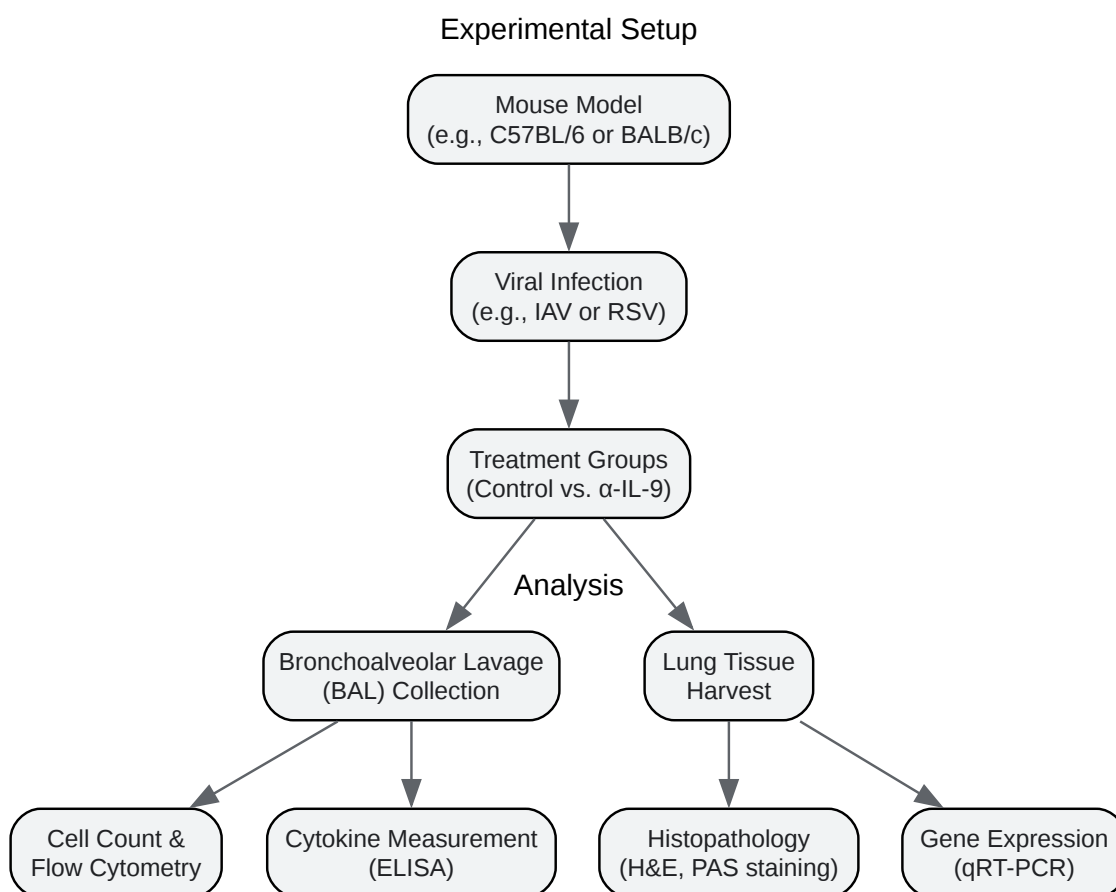 Experimental Setup
Mouse Model
(e.g., C57BL/6 or BALB/c)
Viral Infection
(e.g., IAV or RSV)
Treatment Groups
(Control vs. α-IL-9)
Analysis
Bronchoalveolar Lavage
(BAL) Collection
Lung Tissue
Harvest
Cell Count &
Flow Cytometry
Cytokine Measurement
(ELISA)
Histopathology
(H&E, PAS staining)
Gene Expression
(qRT-PCR)